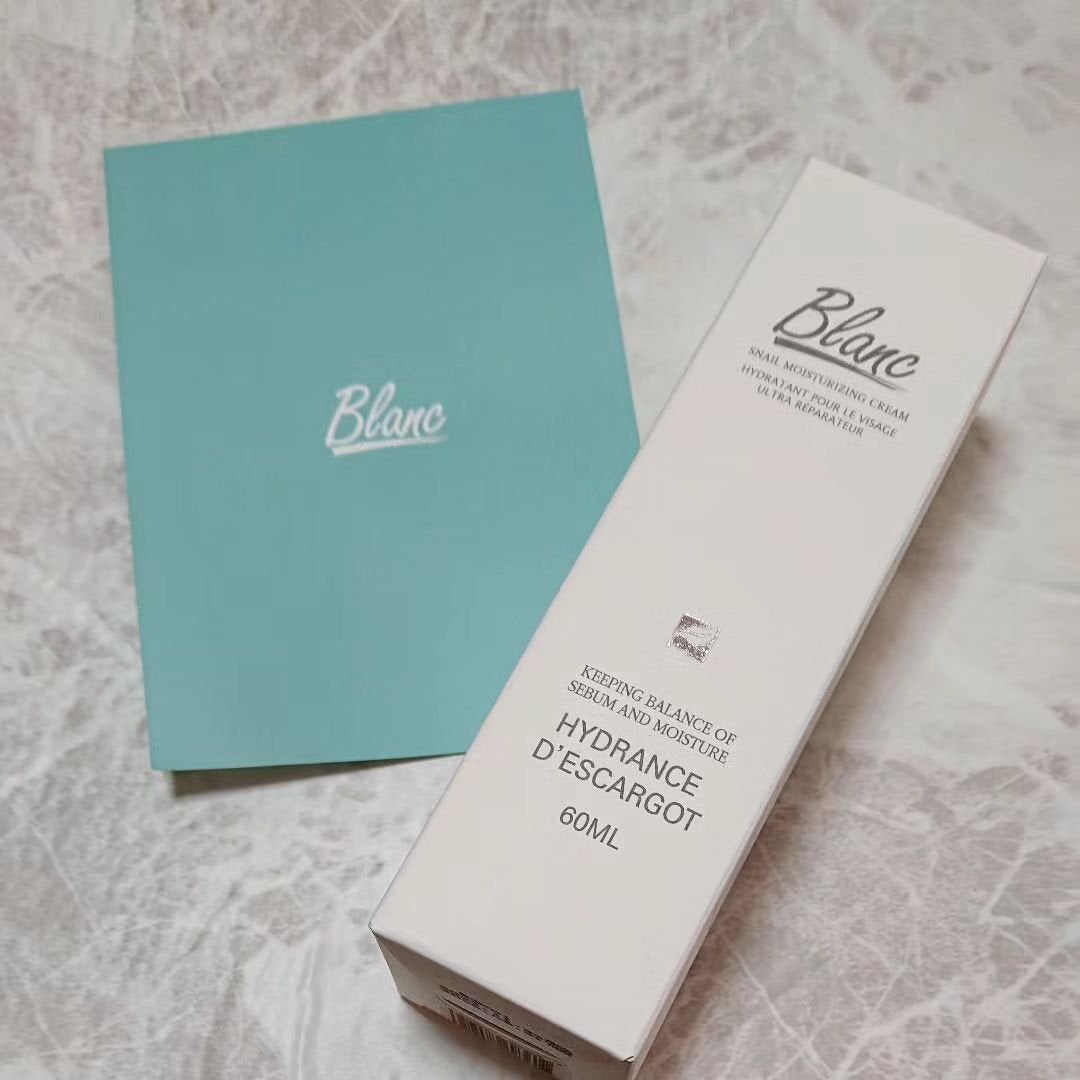 Blanc
Blanc
SNAIL MOISTURIZING CREAM
HYDRATANT POUR LE VISAGE
ULTRA RÉPARATEUR
KEEPING BALANCE OF
SEBUM AND MOISTURE
HYDRANCE
D'ESCARGOT
60ML